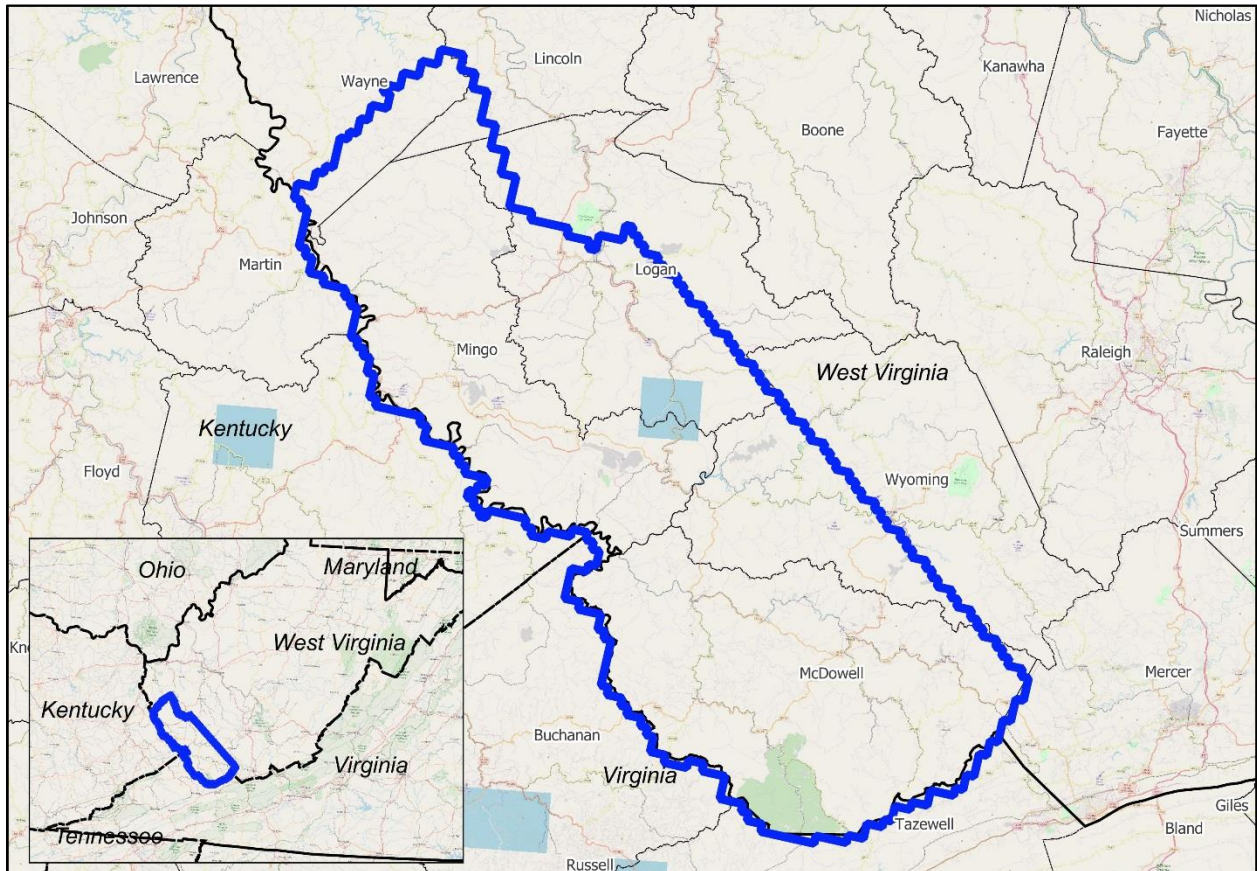 Nicholas
Lincoln
Kanawha
Lawrence
Wayne
Boone
Fayette
Johnson
Martin
Logan
Mingo
Raleigh
West Virginia
Kentucky
Floyd
Wyoming
Summers
McDowell
Mercer
Buchanan
Virginia
Tazewell
Giles
Bland
Russell
Ohio
Maryland
West Virginia
Kentucky
Virginia
Tennessee